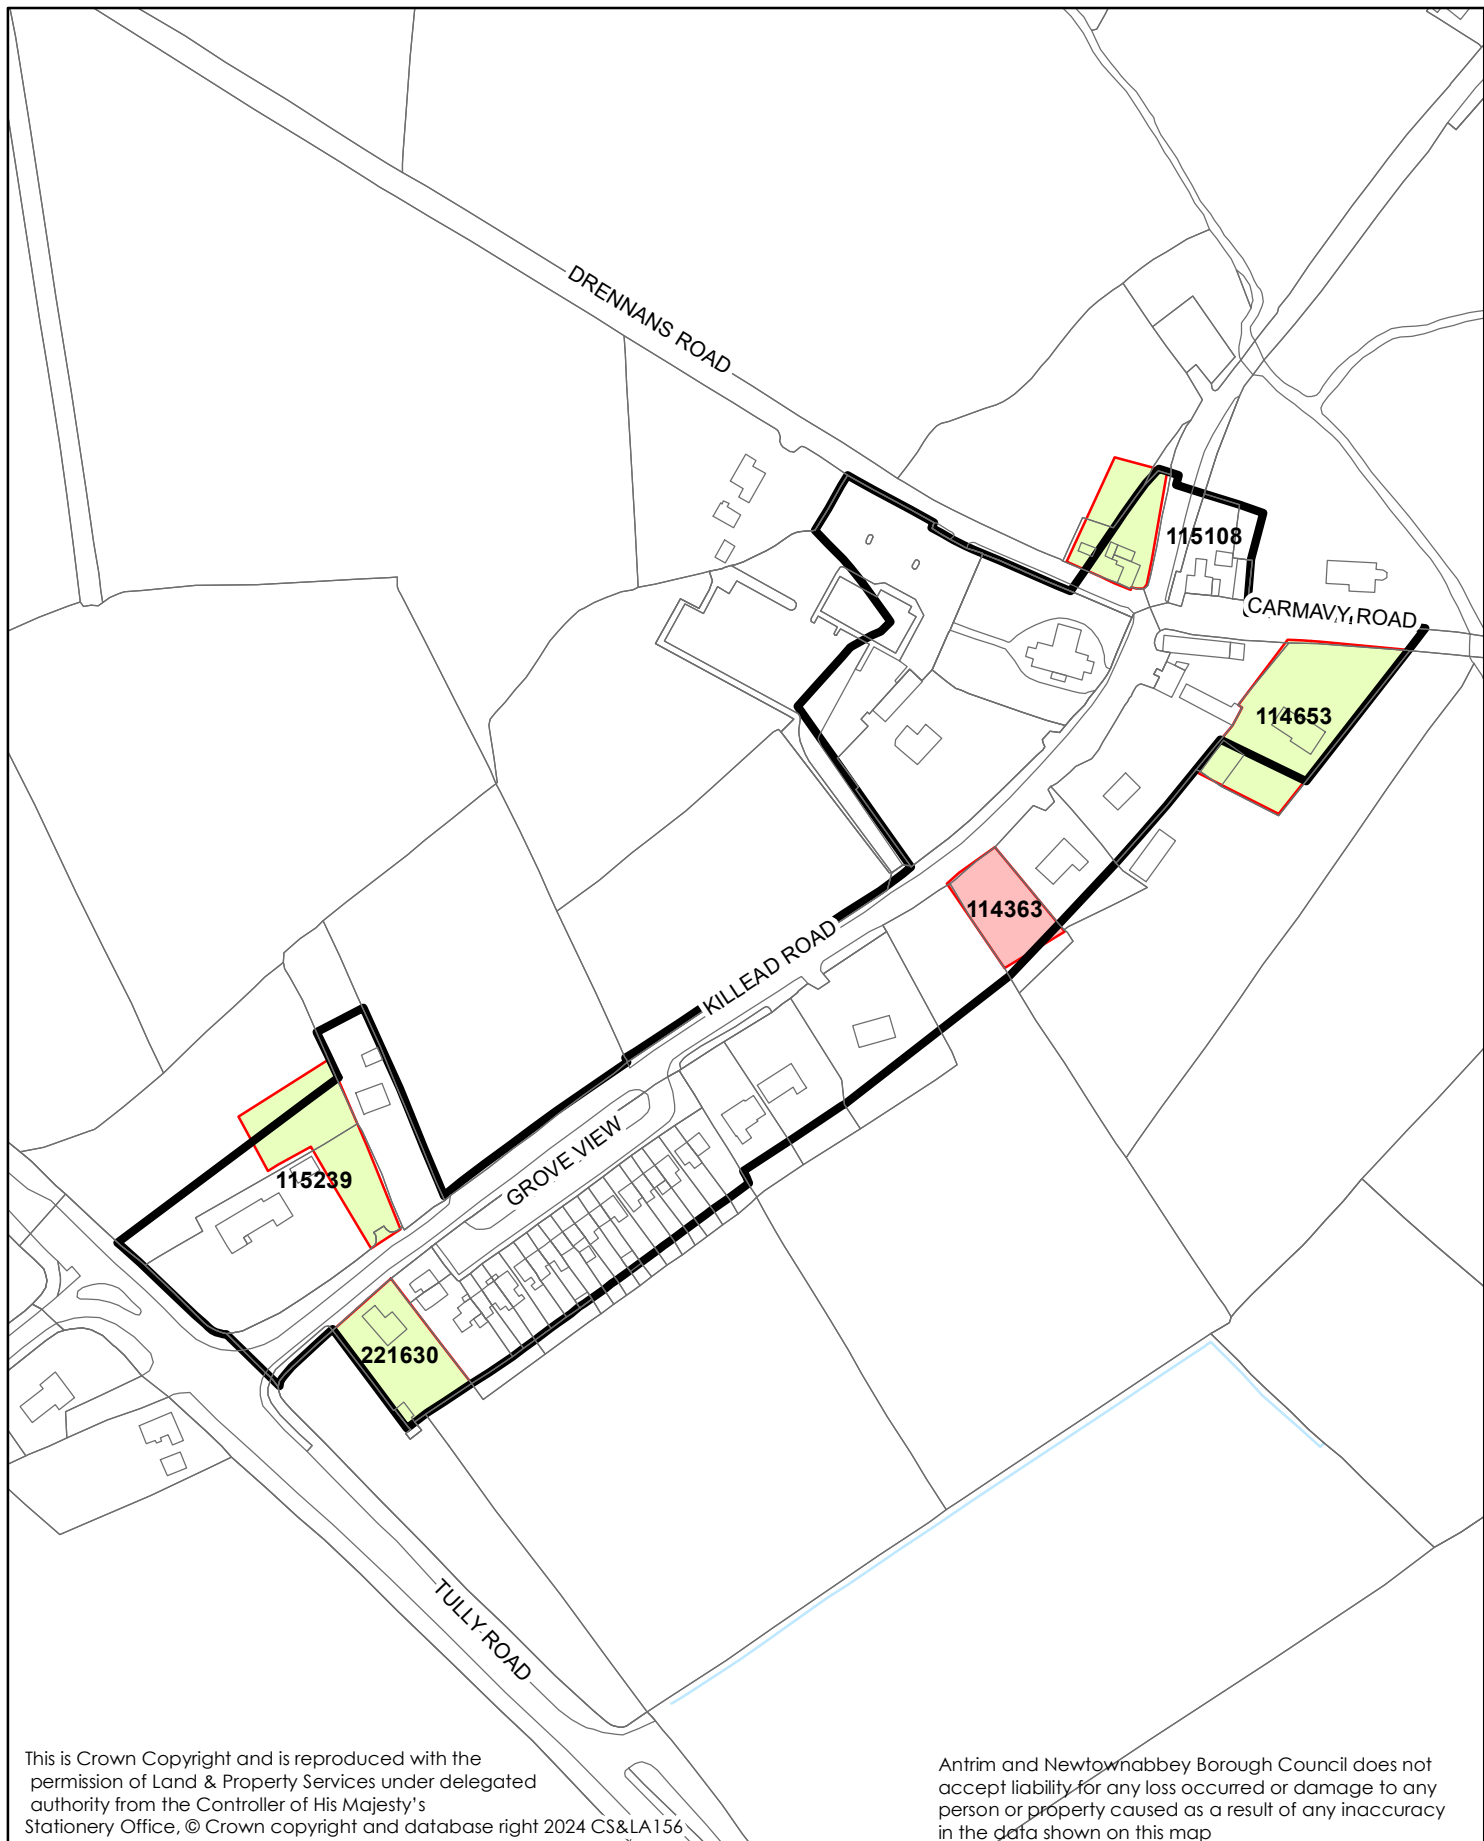 DRENNANS ROAD
115108
CARMAVY ROAD
114653
114363
KILLEAD ROAD
GROVE VIEW
115239
221630
TULLY ROAD
This is Crown Copyright and is reproduced with the
permission of Land & Property Services under delegated
authority from the Controller of His Majesty's
Stationery Office, © Crown copyright and database right 2024 CS&LA156
Antrim and Newtownabbey Borough Council does not
accept liability for any loss occurred or damage to any
person or property caused as a result of any inaccuracy
in the data shown on this map